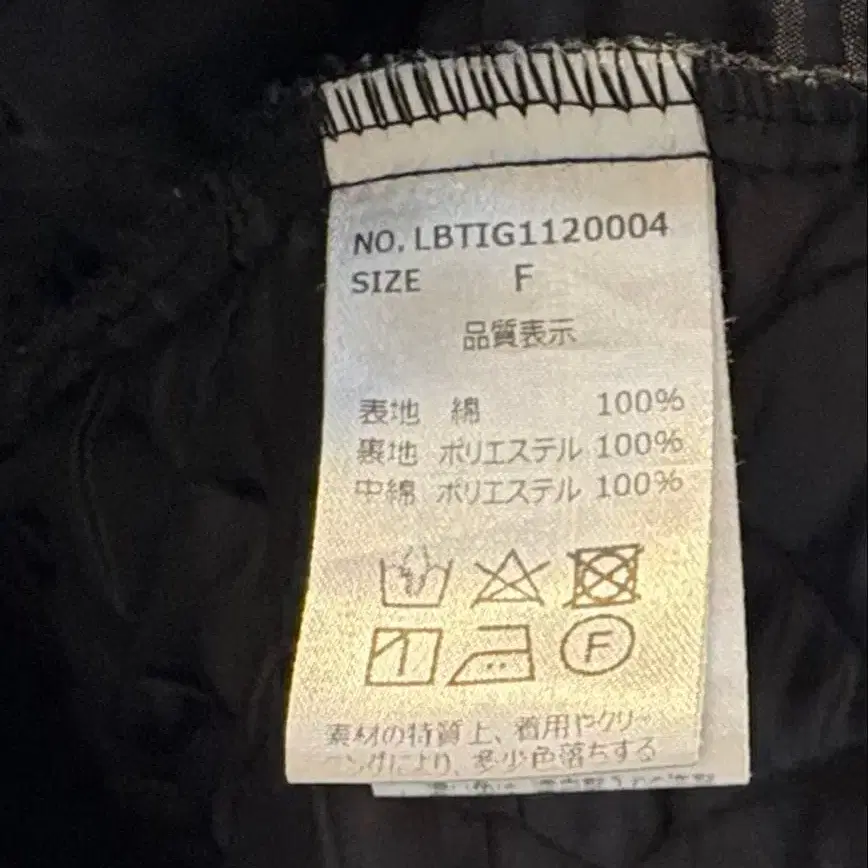 NO. LBTIG1120004
SIZE F
品質表示
表地 綿 100%
裏地 ポリエステル 100%
中綿 ポリエステル 100%
F
素材の特質上、着用やクリー
ニングにより、多少色落ちする